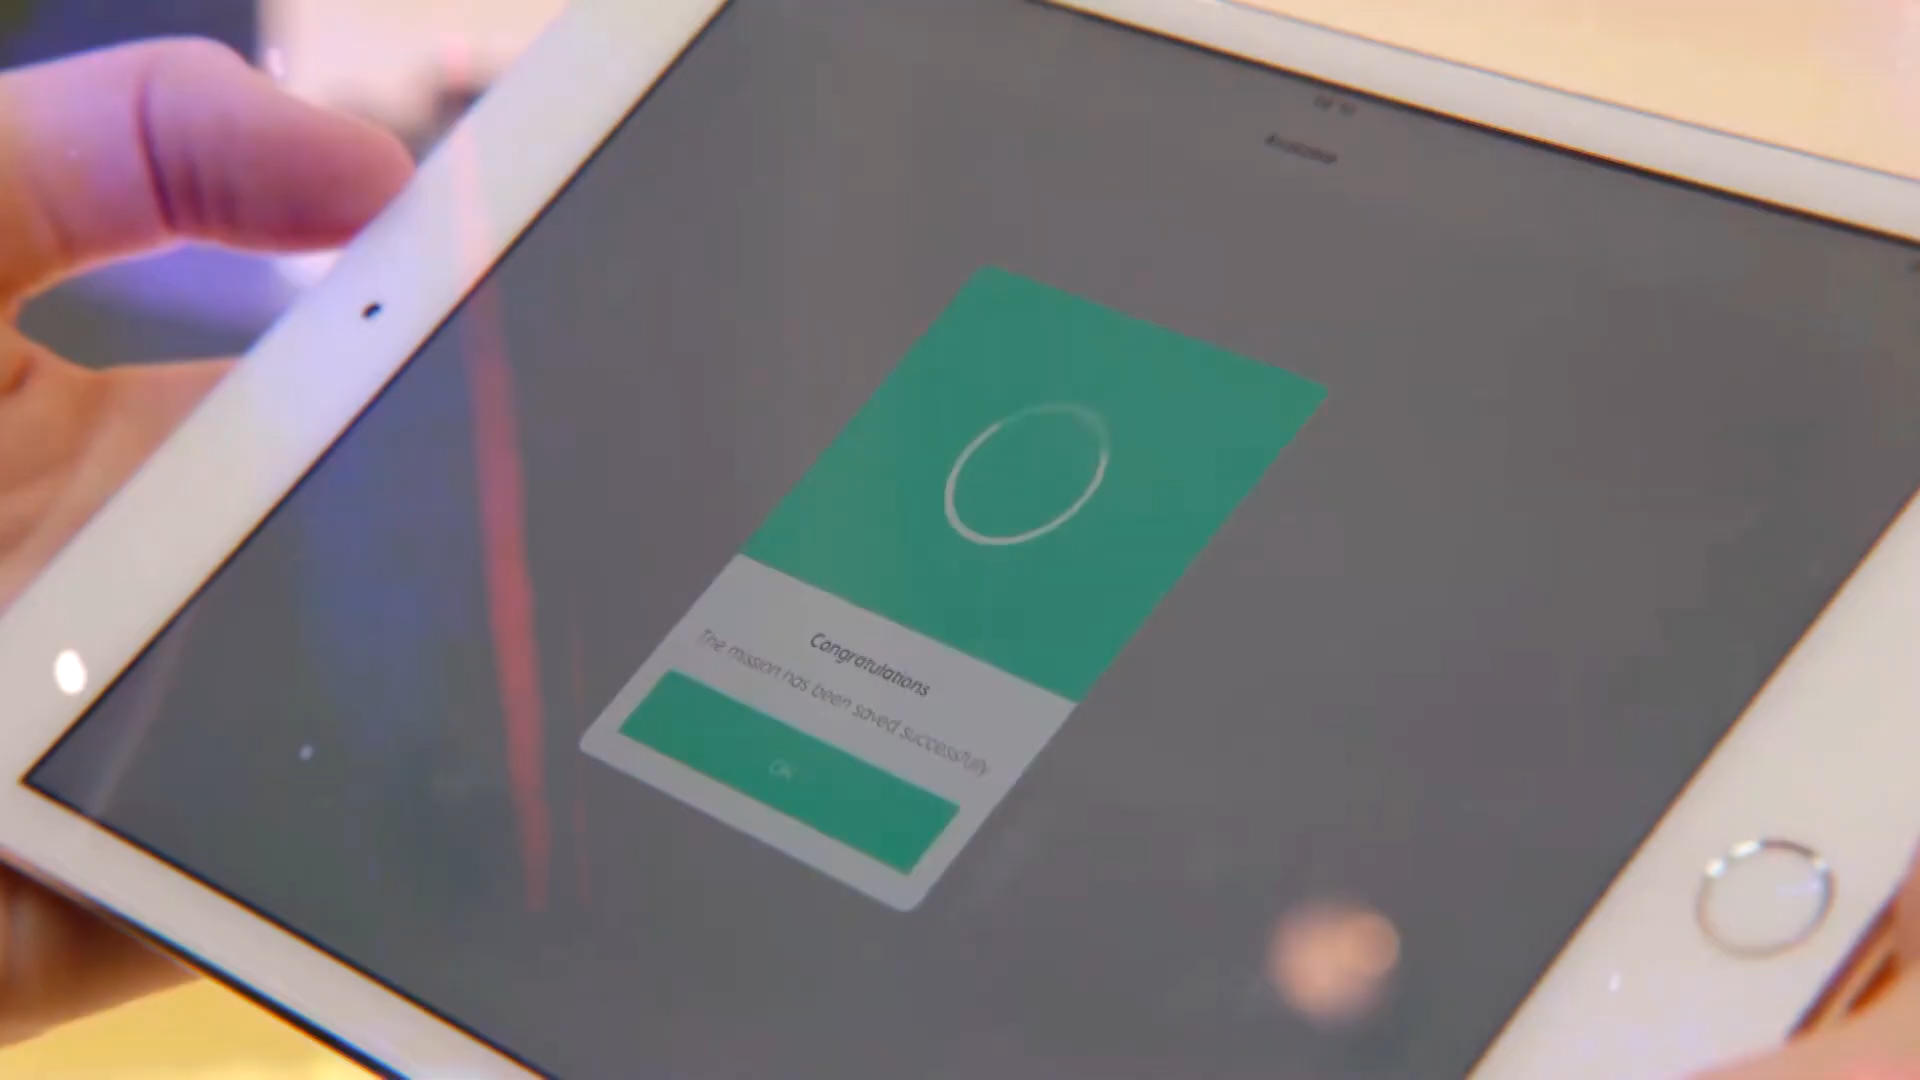 Congratulations
The mission has been saved successfully
OK